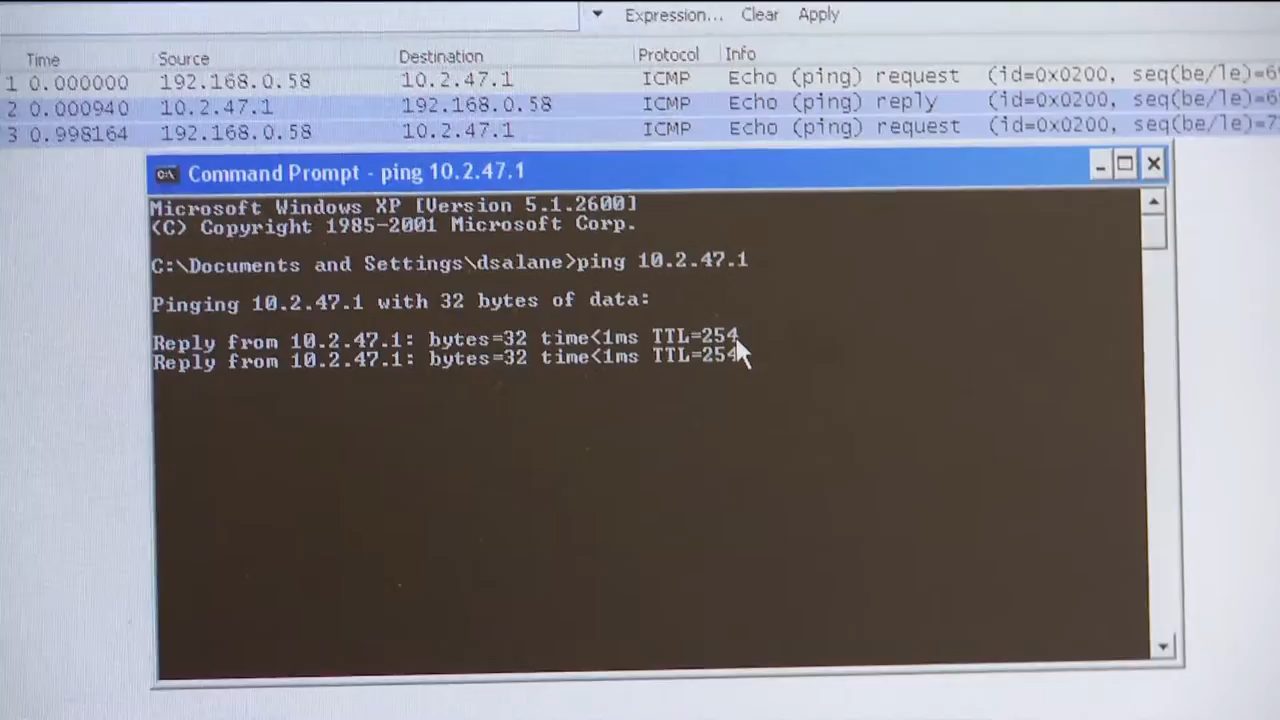 Expression... Clear Apply
Time Source Destination Protocol Info
1 0.000000 192.168.0.58 10.2.47.1 ICMP Echo (ping) request (id=0x0200, seq(be/le)=6
2 0.000940 10.2.47.1 192.168.0.58 ICMP Echo (ping) reply (id=0x0200, seq(be/le)=6
3 0.998164 192.168.0.58 10.2.47.1 ICMP Echo (ping) request (id=0x0200, seq(be/le)=7
Command Prompt - ping 10.2.47.1
Microsoft Windows XP [Version 5.1.2600]
(C) Copyright 1985-2001 Microsoft Corp.
C:\Documents and Settings\dsalane>ping 10.2.47.1
Pinging 10.2.47.1 with 32 bytes of data:
Reply from 10.2.47.1: bytes=32 time<1ms TTL=254
Reply from 10.2.47.1: bytes=32 time<1ms TTL=254